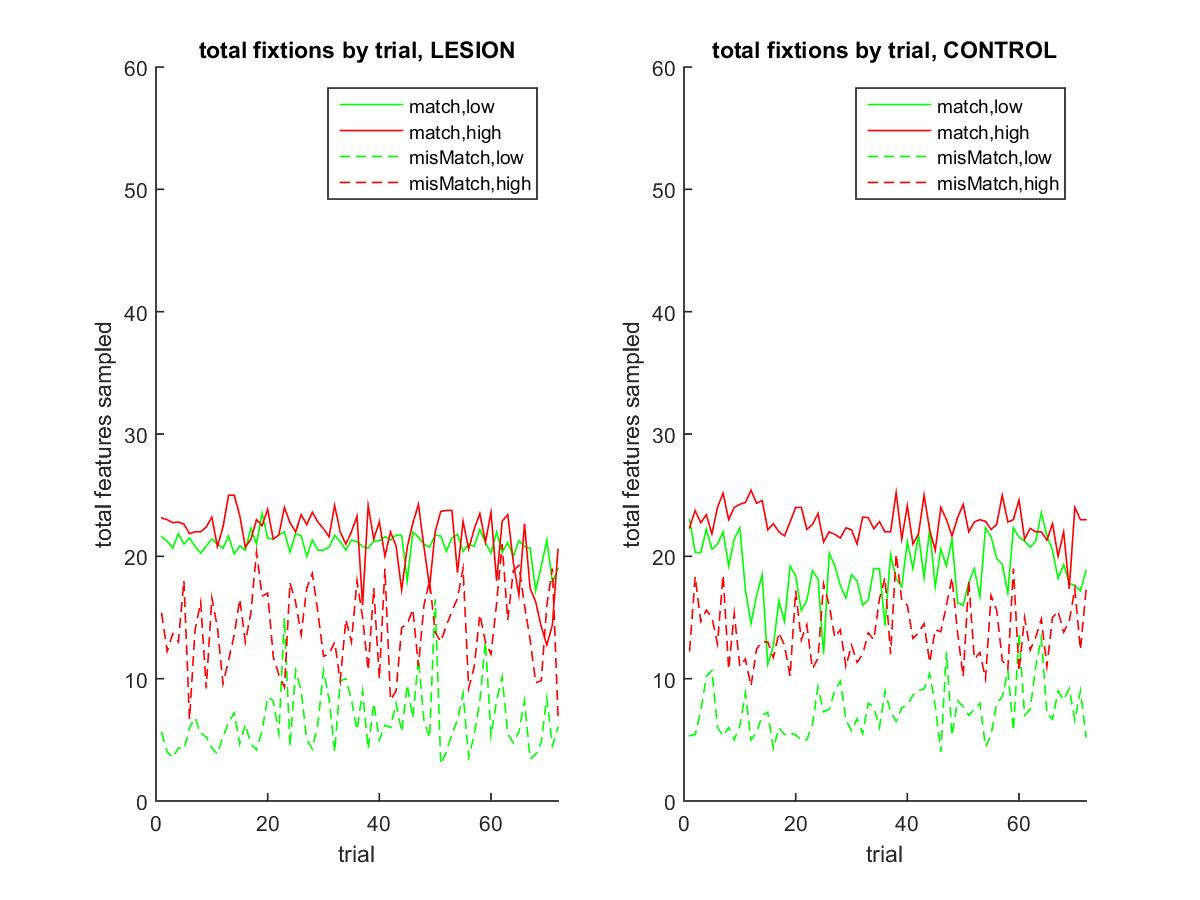 total fixtions by trial, LESION
60
50
40
30
20
10
0
total features sampled
match,low
match,high
misMatch,low
misMatch,high
0 20 40 60
trial
total fixtions by trial, CONTROL
60
50
40
30
20
10
0
total features sampled
match,low
match,high
misMatch,low
misMatch,high
0 20 40 60
trial